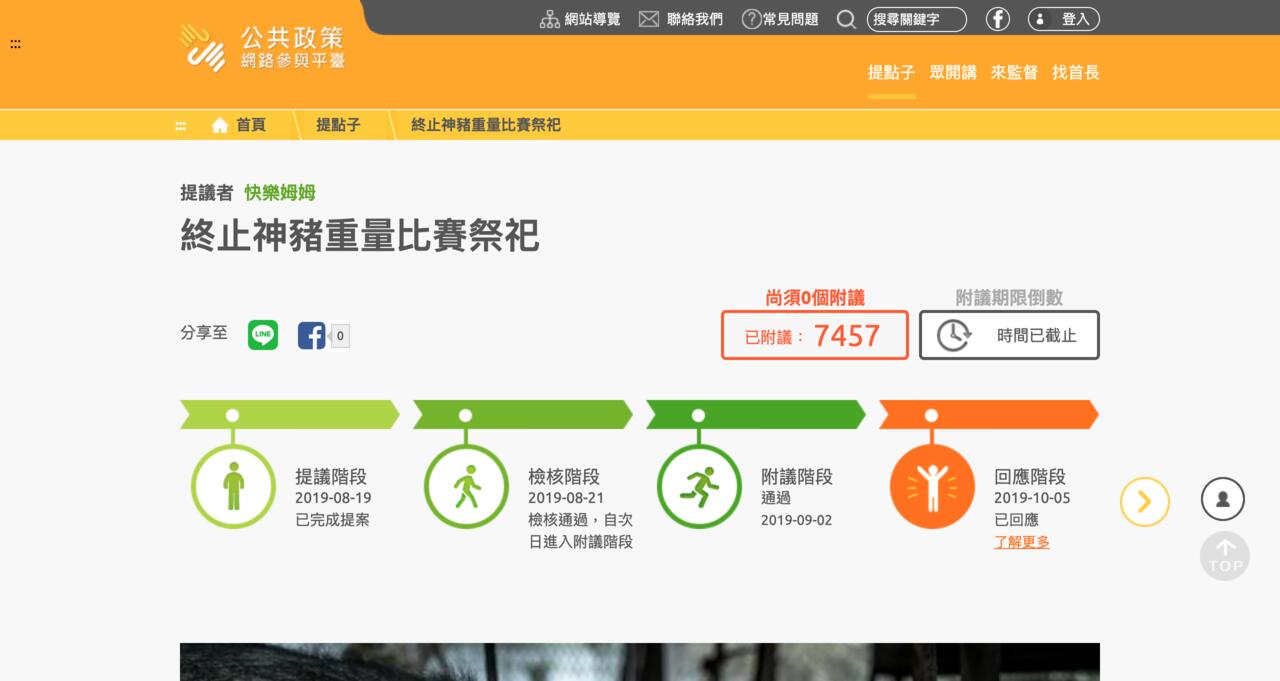 網站導覽
聯絡我們
常見問題
搜尋關鍵字
登入
公共政策
網路參與平臺
提點子
眾開講
來監督
找首長
首頁
提點子
終止神豬重量比賽祭祀
提議者 快樂姆姆
終止神豬重量比賽祭祀
分享至
LINE
0
尚須0個附議
已附議： 7457
附議期限倒數
時間已截止
提議階段
2019-08-19
已完成提案
檢核階段
2019-08-21
檢核通過，自次
日進入附議階段
附議階段
通過
2019-09-02
回應階段
2019-10-05
已回應
了解更多
TOP